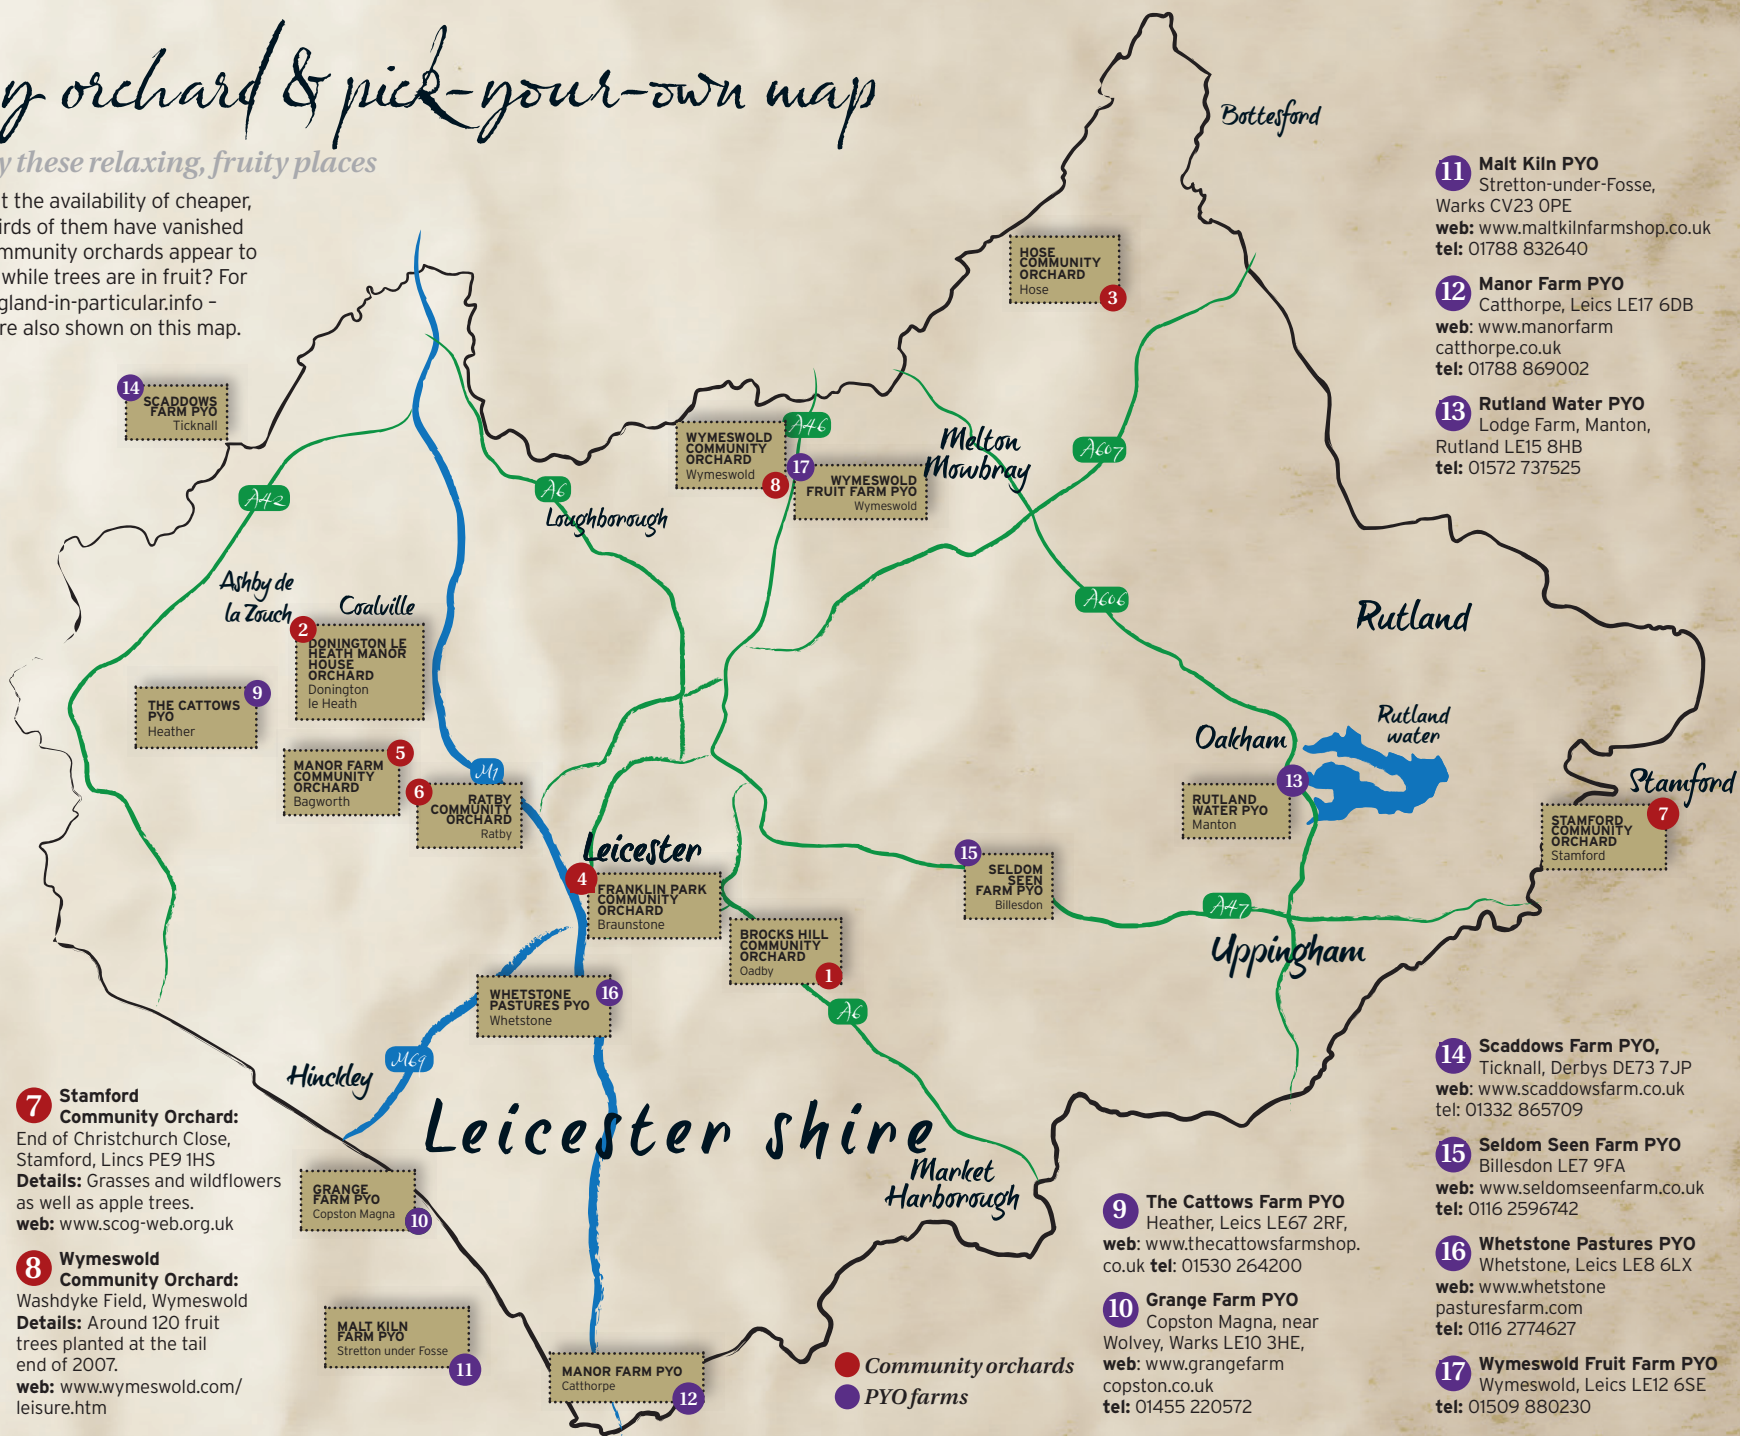 y orchard & pick-your-own map
y these relaxing, fruity places
t the availability of cheaper,
irds of them have vanished
mmunity orchards appear to
while trees are in fruit? For
gland-in-particular.info –
re also shown on this map.
Bottesford
HOSE
COMMUNITY
ORCHARD
Hose
3
14
SCADDOWS
FARM PYO
Ticknall
WYMESWOLD
COMMUNITY
ORCHARD
Wymeswold
8
A46
17
WYMESWOLD
FRUIT FARM PYO
Wymeswold
Melton
Mowbray
A607
A42
A6
Loughborough
Ashby de
la Zouch
Coalville
2
DONINGTON LE
HEATH MANOR
HOUSE
ORCHARD
Donington
le Heath
A606
Rutland
9
THE CATTOWS
PYO
Heather
5
MANOR FARM
COMMUNITY
ORCHARD
Bagworth
6
RATBY
COMMUNITY
ORCHARD
Ratby
M1
Oakham
Rutland
water
13
RUTLAND
WATER PYO
Manton
Stamford
7
STAMFORD
COMMUNITY
ORCHARD
Stamford
Leicester
4
FRANKLIN PARK
COMMUNITY
ORCHARD
Braunstone
15
SELDOM
SEEN
FARM PYO
Billesdon
A47
Uppingham
BROCKS HILL
COMMUNITY
ORCHARD
Oadby
1
WHETSTONE
PASTURES PYO
Whetstone
16
A6
M69
Hinckley
Leicester shire
Market
Harborough
GRANGE
FARM PYO
Copston Magna
10
MALT KILN
FARM PYO
Stretton under Fosse
11
MANOR FARM PYO
Catthorpe
12
Community orchards
PYO farms
7 Stamford
Community Orchard:
End of Christchurch Close,
Stamford, Lincs PE9 1HS
Details: Grasses and wildflowers
as well as apple trees.
web: www.scog-web.org.uk
8 Wymeswold
Community Orchard:
Washdyke Field, Wymeswold
Details: Around 120 fruit
trees planted at the tail
end of 2007.
web: www.wymeswold.com/
leisure.htm
9 The Cattows Farm PYO
Heather, Leics LE67 2RF,
web: www.thecattowsfarmshop.
co.uk tel: 01530 264200
10 Grange Farm PYO
Copston Magna, near
Wolvey, Warks LE10 3HE,
web: www.grangefarm
copston.co.uk
tel: 01455 220572
11 Malt Kiln PYO
Stretton-under-Fosse,
Warks CV23 0PE
web: www.maltkilnfarmshop.co.uk
tel: 01788 832640
12 Manor Farm PYO
Catthorpe, Leics LE17 6DB
web: www.manorfarm
catthorpe.co.uk
tel: 01788 869002
13 Rutland Water PYO
Lodge Farm, Manton,
Rutland LE15 8HB
tel: 01572 737525
14 Scaddows Farm PYO,
Ticknall, Derbys DE73 7JP
web: www.scaddowsfarm.co.uk
tel: 01332 865709
15 Seldom Seen Farm PYO
Billesdon LE7 9FA
web: www.seldomseenfarm.co.uk
tel: 0116 2596742
16 Whetstone Pastures PYO
Whetstone, Leics LE8 6LX
web: www.whetstone
pasturesfarm.com
tel: 0116 2774627
17 Wymeswold Fruit Farm PYO
Wymeswold, Leics LE12 6SE
tel: 01509 880230